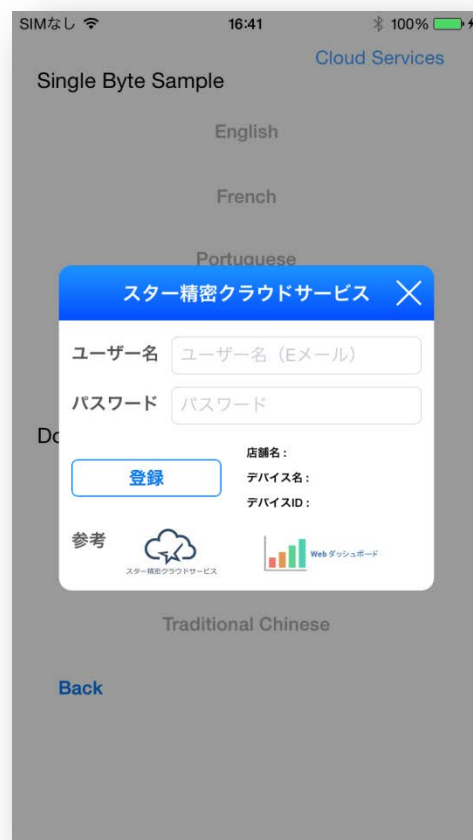 SIMなし 16:41 100%
Cloud Services
Single Byte Sample
English
French
Portuguese
スター精密クラウドサービス
ユーザー名 ユーザー名（Eメール）
パスワード パスワード
Do
登録
店舗名：
デバイス名：
デバイスID：
参考
スター精密クラウドサービス
Web ダッシュボード
Traditional Chinese
Back